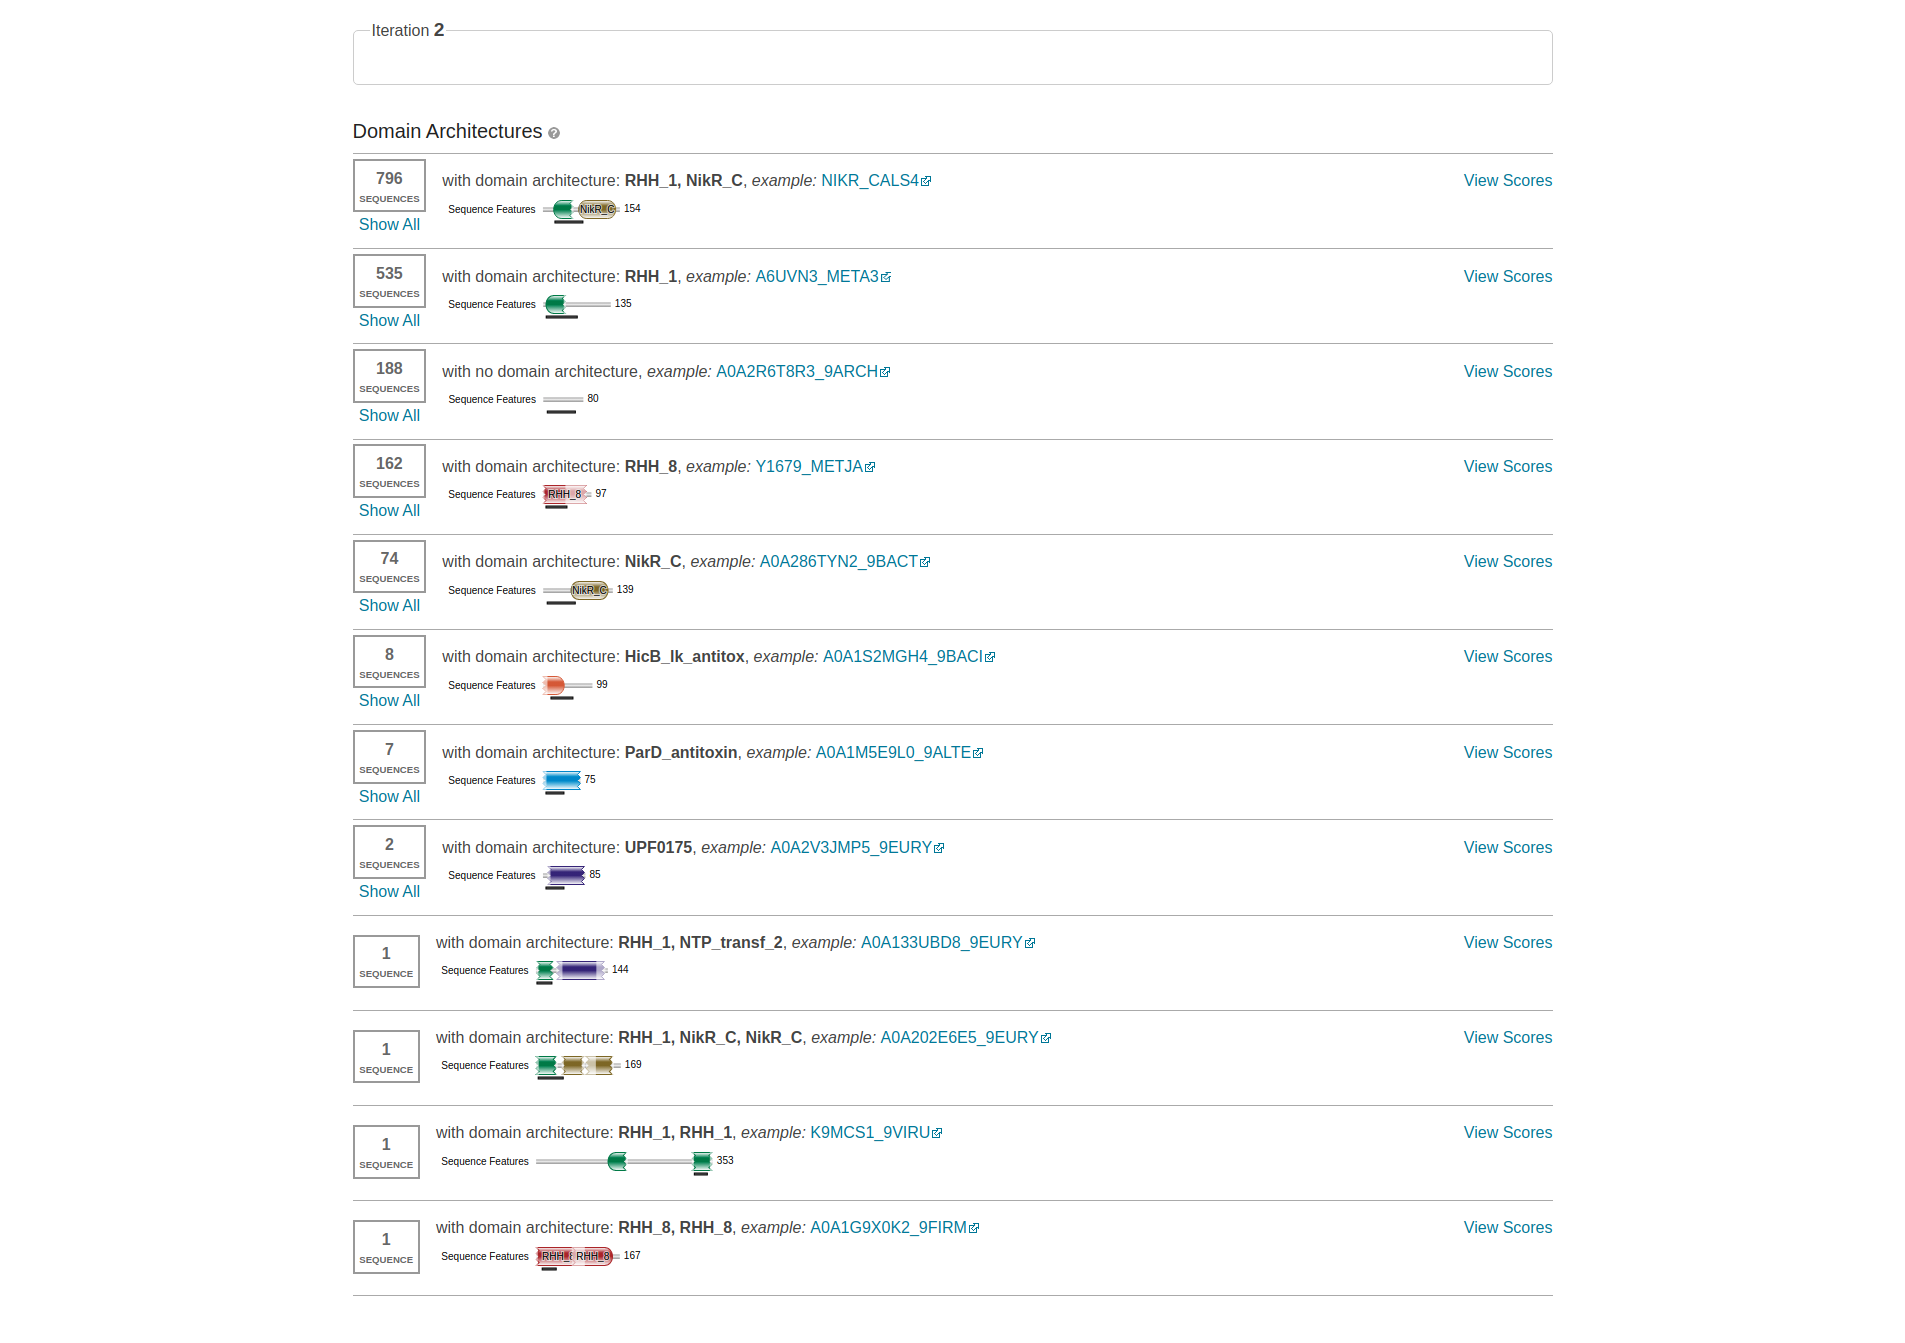 Iteration 2
Domain Architectures ?
796 SEQUENCES
Show All
with domain architecture: RHH_1, NikR_C, example: NIKR_CALS4
View Scores
Sequence Features NikR_C 154
535 SEQUENCES
Show All
with domain architecture: RHH_1, example: A6UVN3_META3
View Scores
Sequence Features 135
188 SEQUENCES
Show All
with no domain architecture, example: A0A2R6T8R3_9ARCH
View Scores
Sequence Features 80
162 SEQUENCES
Show All
with domain architecture: RHH_8, example: Y1679_METJA
View Scores
Sequence Features RHH_8 97
74 SEQUENCES
Show All
with domain architecture: NikR_C, example: A0A286TYN2_9BACT
View Scores
Sequence Features NikR_C 139
8 SEQUENCES
Show All
with domain architecture: HicB_lk_antitox, example: A0A1S2MGH4_9BACI
View Scores
Sequence Features 99
7 SEQUENCES
Show All
with domain architecture: ParD_antitoxin, example: A0A1M5E9L0_9ALTE
View Scores
Sequence Features 75
2 SEQUENCES
Show All
with domain architecture: UPF0175, example: A0A2V3JMP5_9EURY
View Scores
Sequence Features 85
1 SEQUENCE
with domain architecture: RHH_1, NTP_transf_2, example: A0A133UBD8_9EURY
View Scores
Sequence Features 144
1 SEQUENCE
with domain architecture: RHH_1, NikR_C, NikR_C, example: A0A202E6E5_9EURY
View Scores
Sequence Features 169
1 SEQUENCE
with domain architecture: RHH_1, RHH_1, example: K9MCS1_9VIRU
View Scores
Sequence Features 353
1 SEQUENCE
with domain architecture: RHH_8, RHH_8, example: A0A1G9X0K2_9FIRM
View Scores
Sequence Features RHH_8 RHH_8 167